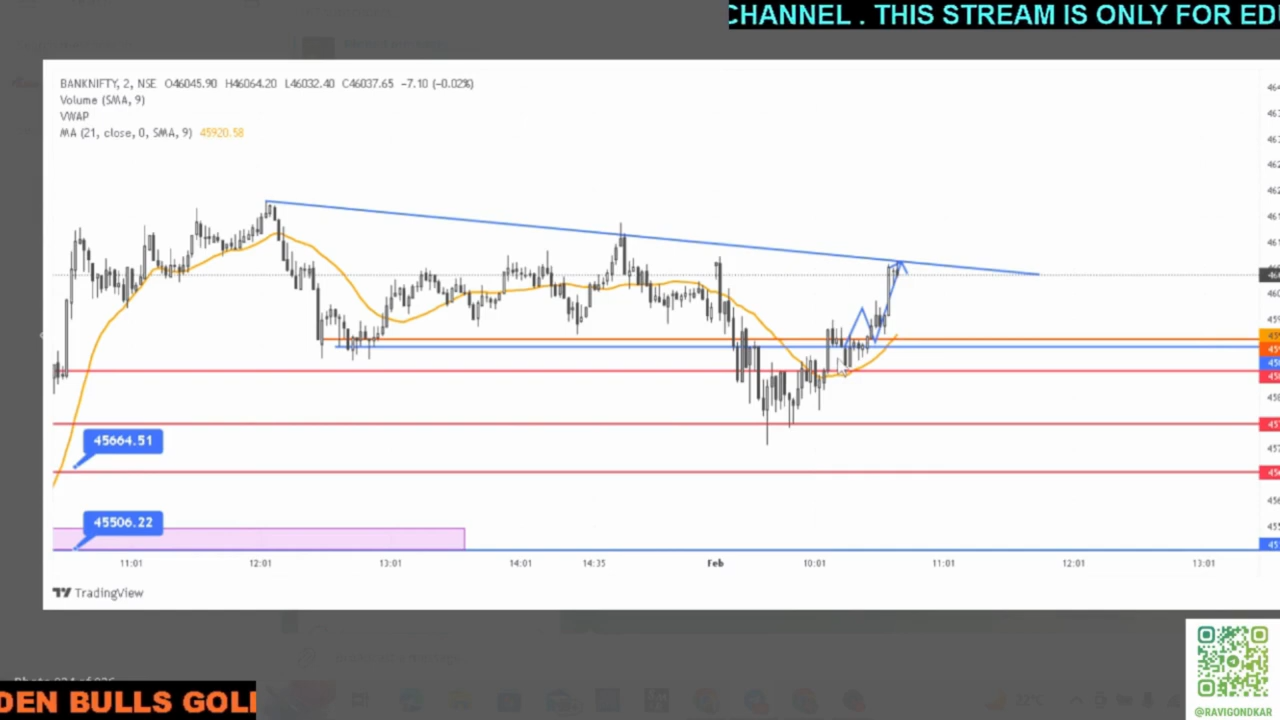 CHANNEL . THIS STREAM IS ONLY FOR ED
BANKNIFTY, 2, NSE O46045.90 H46064.20 L46032.40 C46037.65 −7.10 (−0.02%)
Volume (SMA, 9)
VWAP
MA (21, close, 0, SMA, 9) 45920.58
45664.51
45506.22
11:01 12:01 13:01 14:01 14:35 Feb 10:01 11:01 12:01 13:01
TradingView
DEN BULLS GOL
@RAVIGONDKAR